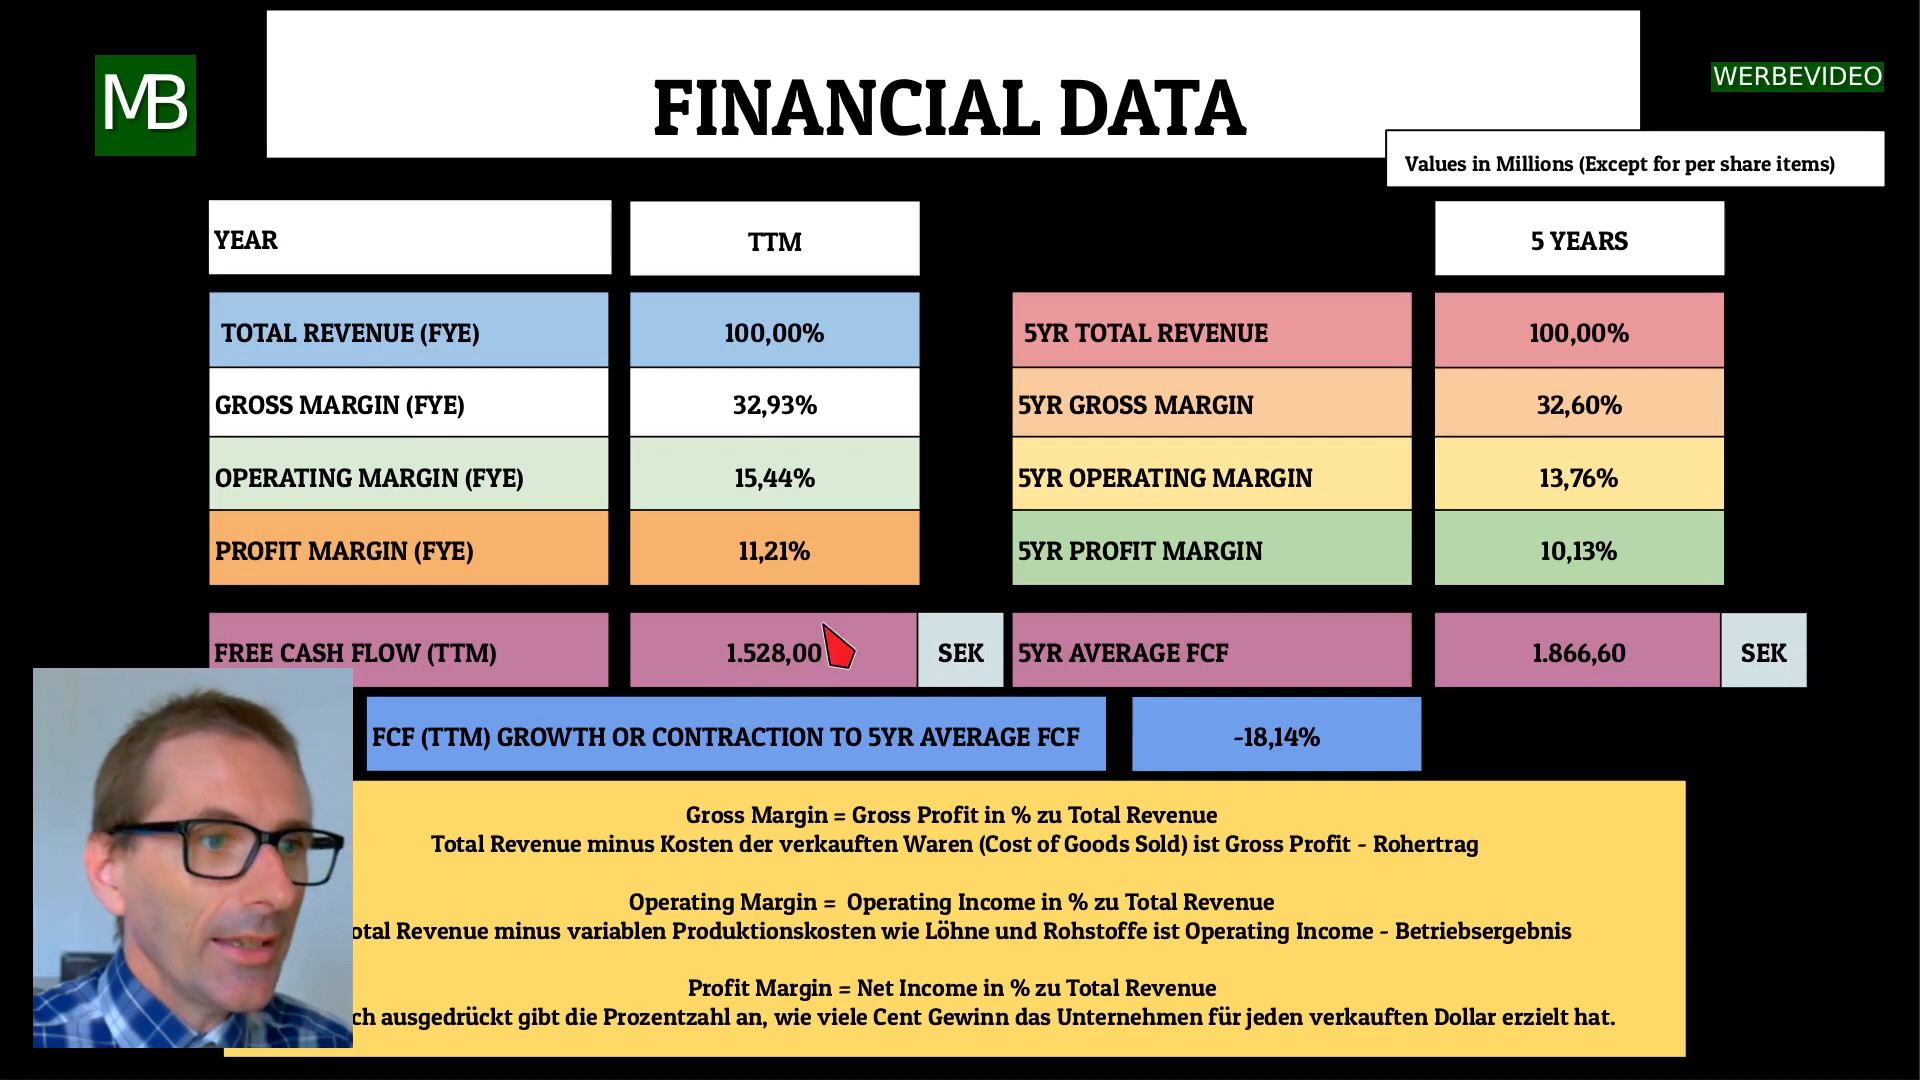 MB
FINANCIAL DATA
WERBEVIDEO
Values in Millions (Except for per share items)
YEAR TTM 5 YEARS
TOTAL REVENUE (FYE) 100,00% 5YR TOTAL REVENUE 100,00%
GROSS MARGIN (FYE) 32,93% 5YR GROSS MARGIN 32,60%
OPERATING MARGIN (FYE) 15,44% 5YR OPERATING MARGIN 13,76%
PROFIT MARGIN (FYE) 11,21% 5YR PROFIT MARGIN 10,13%
FREE CASH FLOW (TTM) 1.528,00 SEK 5YR AVERAGE FCF 1.866,60 SEK
FCF (TTM) GROWTH OR CONTRACTION TO 5YR AVERAGE FCF -18,14%
Gross Margin = Gross Profit in % zu Total Revenue
Total Revenue minus Kosten der verkauften Waren (Cost of Goods Sold) ist Gross Profit - Rohertrag
Operating Margin = Operating Income in % zu Total Revenue
otal Revenue minus variablen Produktionskosten wie Löhne und Rohstoffe ist Operating Income - Betriebsergebnis
Profit Margin = Net Income in % zu Total Revenue
ch ausgedrückt gibt die Prozentzahl an, wie viele Cent Gewinn das Unternehmen für jeden verkauften Dollar erzielt hat.